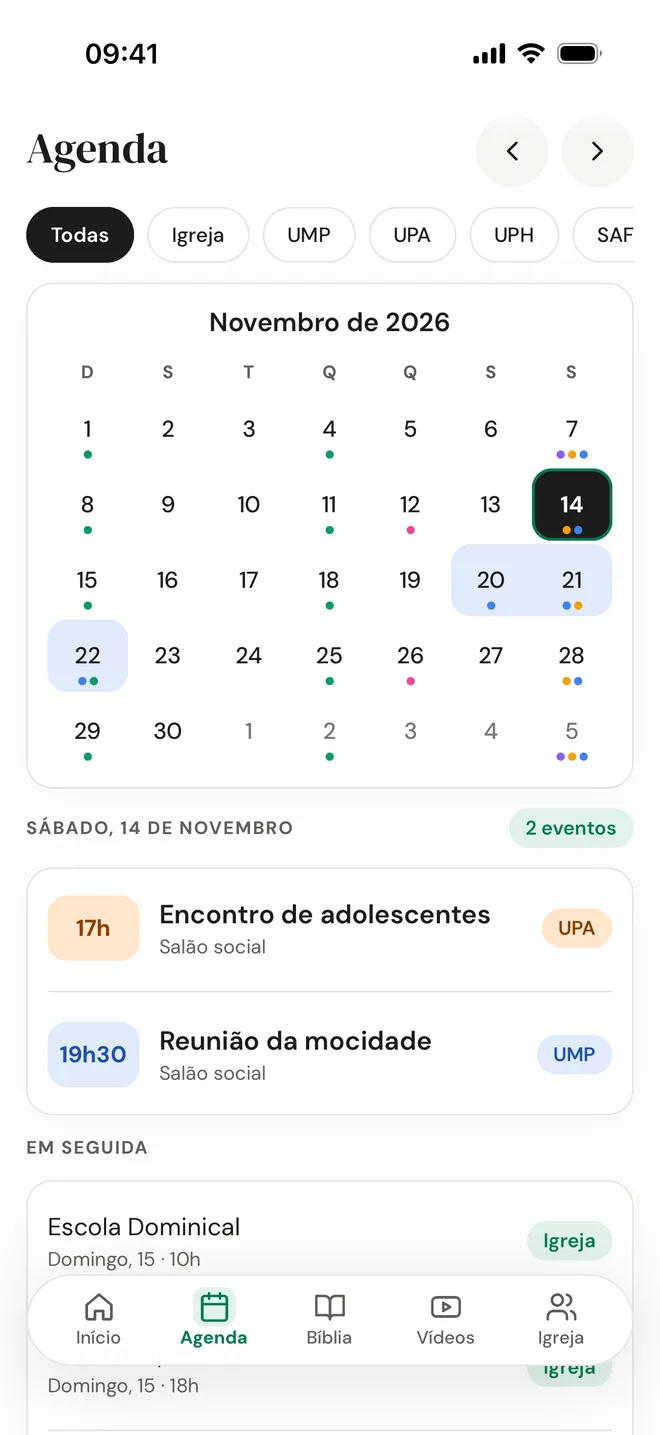 09:41
Agenda
Todas Igreja UMP UPA UPH SAF
Novembro de 2026
D S T Q Q S S
1 2 3 4 5 6 7
8 9 10 11 12 13 14
15 16 17 18 19 20 21
22 23 24 25 26 27 28
29 30 1 2 3 4 5
SÁBADO, 14 DE NOVEMBRO 2 eventos
17h Encontro de adolescentes UPA
Salão social
19h30 Reunião da mocidade UMP
Salão social
EM SEGUIDA
Escola Dominical Igreja
Domingo, 15 · 10h
Início Agenda Bíblia Vídeos Igreja
Igreja
Domingo, 15 · 18h